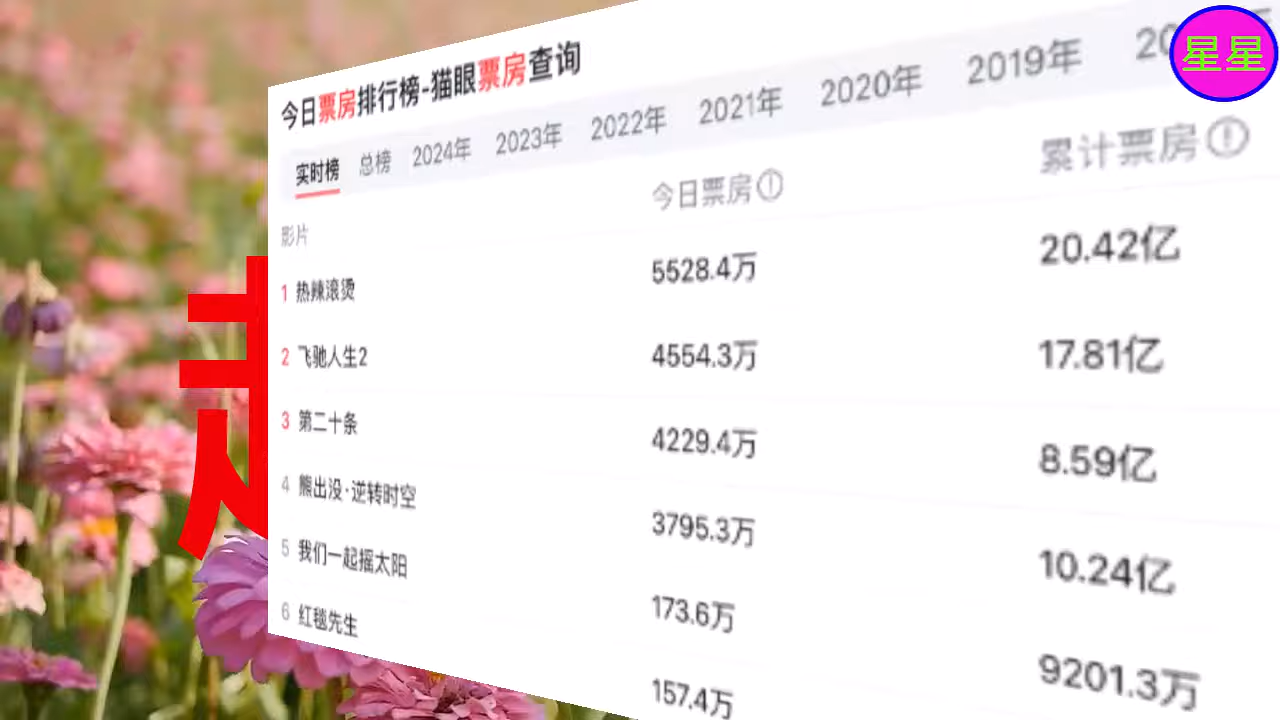 星星
今日票房排行榜-猫眼票房查询
实时榜 总榜 2024年 2023年 2022年 2021年 2020年 2019年
影片 今日票房 累计票房
1 热辣滚烫 5528.4万 20.42亿
2 飞驰人生2 4554.3万 17.81亿
3 第二十条 4229.4万 8.59亿
4 熊出没·逆转时空 3795.3万 10.24亿
5 我们一起摇太阳 173.6万 9201.3万
6 红毯先生 157.4万